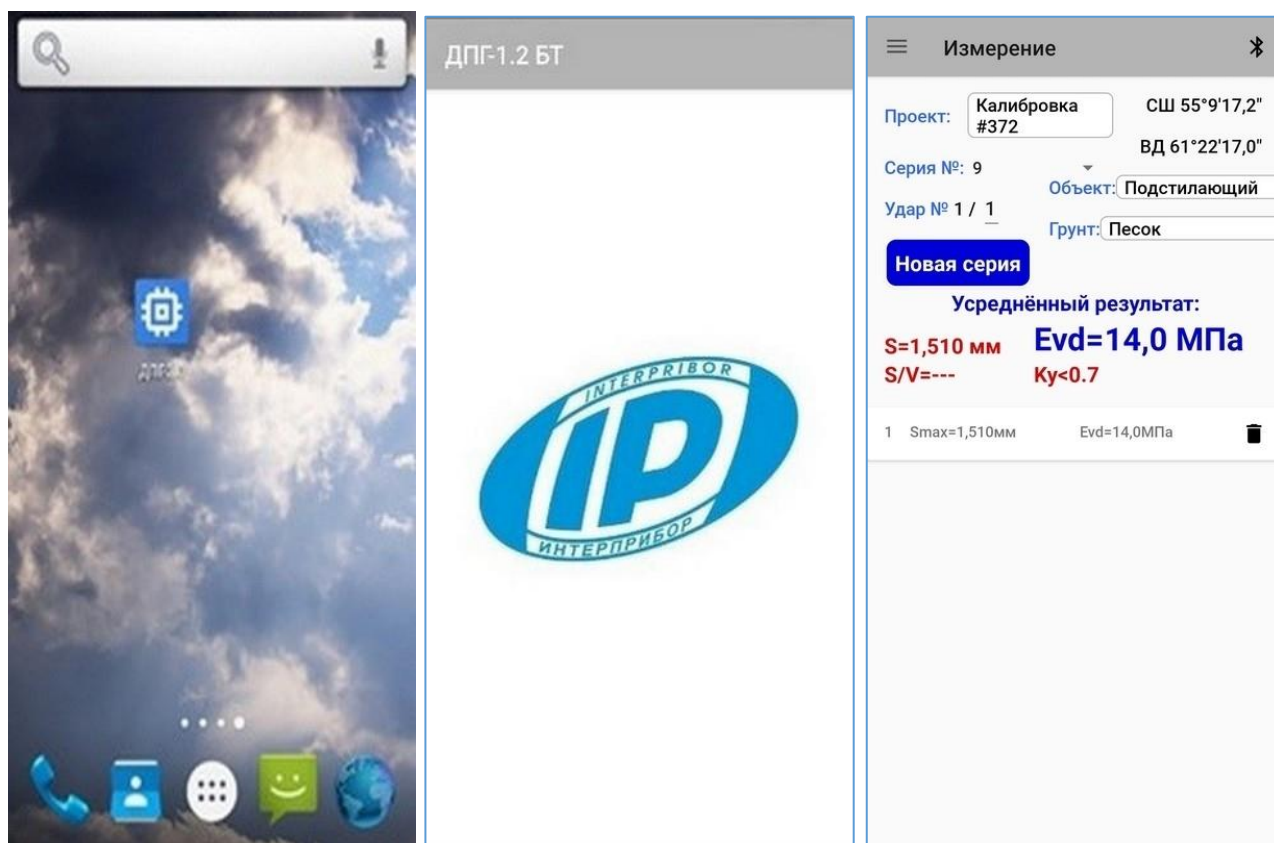 ДПГ-1.2 БТ
INTERPRIBOR
IP
ИНТЕРПРИБОР
Измерение
Проект:
Калибровка
#372
СШ 55°9'17,2"
ВД 61°22'17,0"
Серия №: 9
Объект: Подстилающий
Удар № 1 / 1
Грунт: Песок
Новая серия
Усреднённый результат:
S=1,510 мм
Evd=14,0 МПа
S/V=---
Ky<0.7
1 Smax=1,510мм Evd=14,0МПа